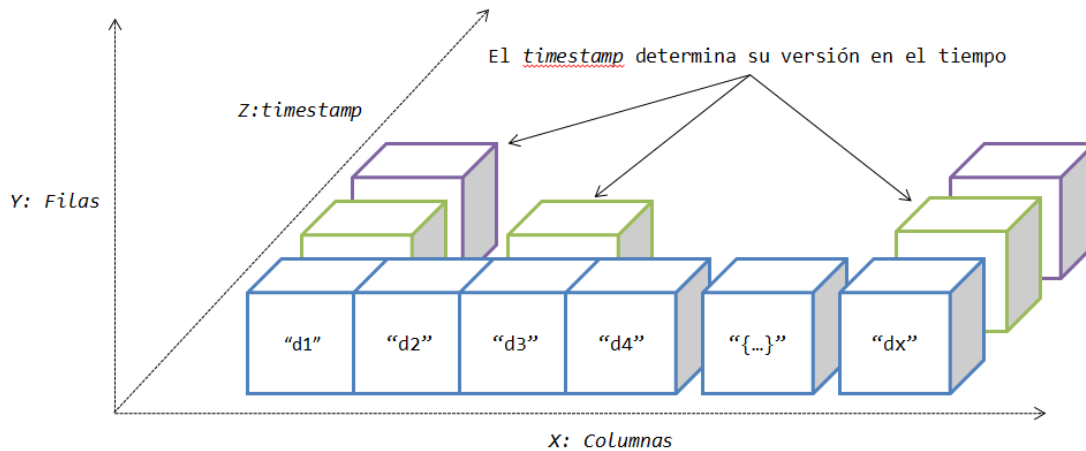 El timestamp determina su versión en el tiempo
Z:timestamp
Y: Filas
“d1” “d2” “d3” “d4” “{…}” “dx”
X: Columnas